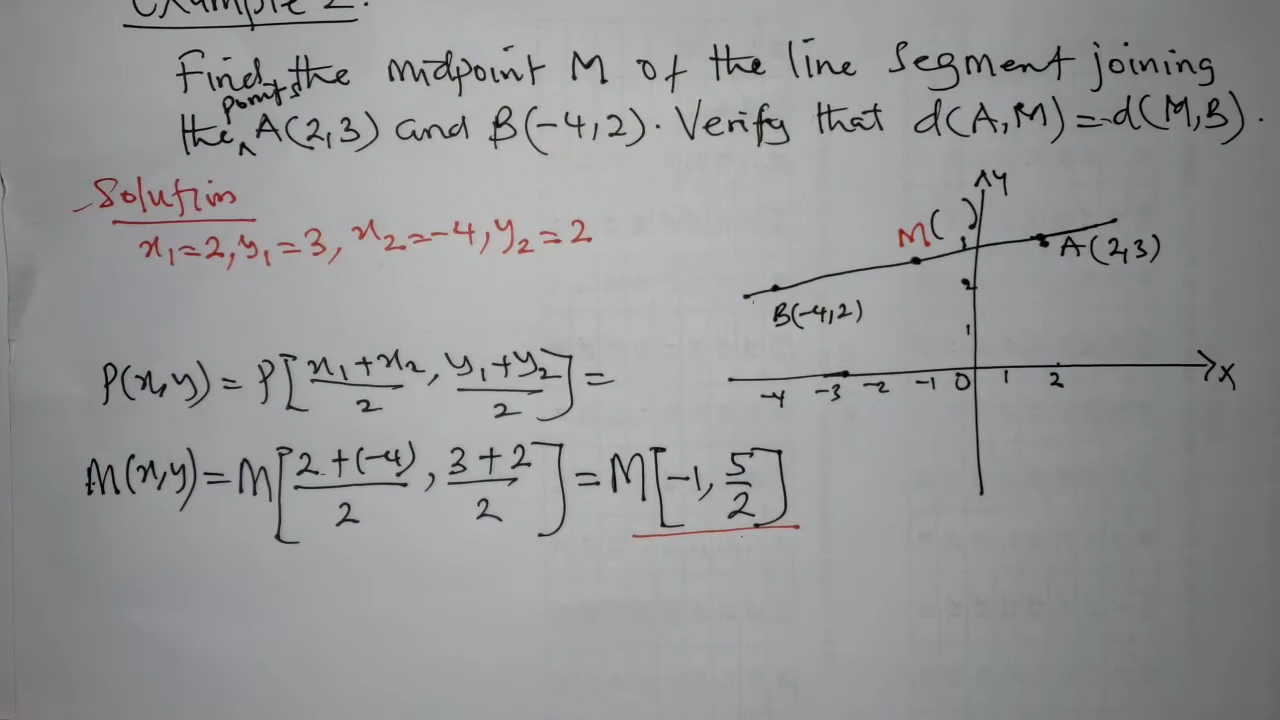 Example 2.
Find the midpoint M of the line segment joining
the points A(2,3) and B(-4,2). Verify that d(A,M)=d(M,B).
Solution
x₁=2, y₁=3, x₂=-4, y₂=2
y
M( , )
3
A(2,3)
2
B(-4,2)
1
-4 -3 -2 -1 0 1 2 X
P(x,y) = P[(x₁+x₂)/2, (y₁+y₂)/2] =
M(x,y) = M[(2+(-4))/2, (3+2)/2] = M[-1, 5/2]